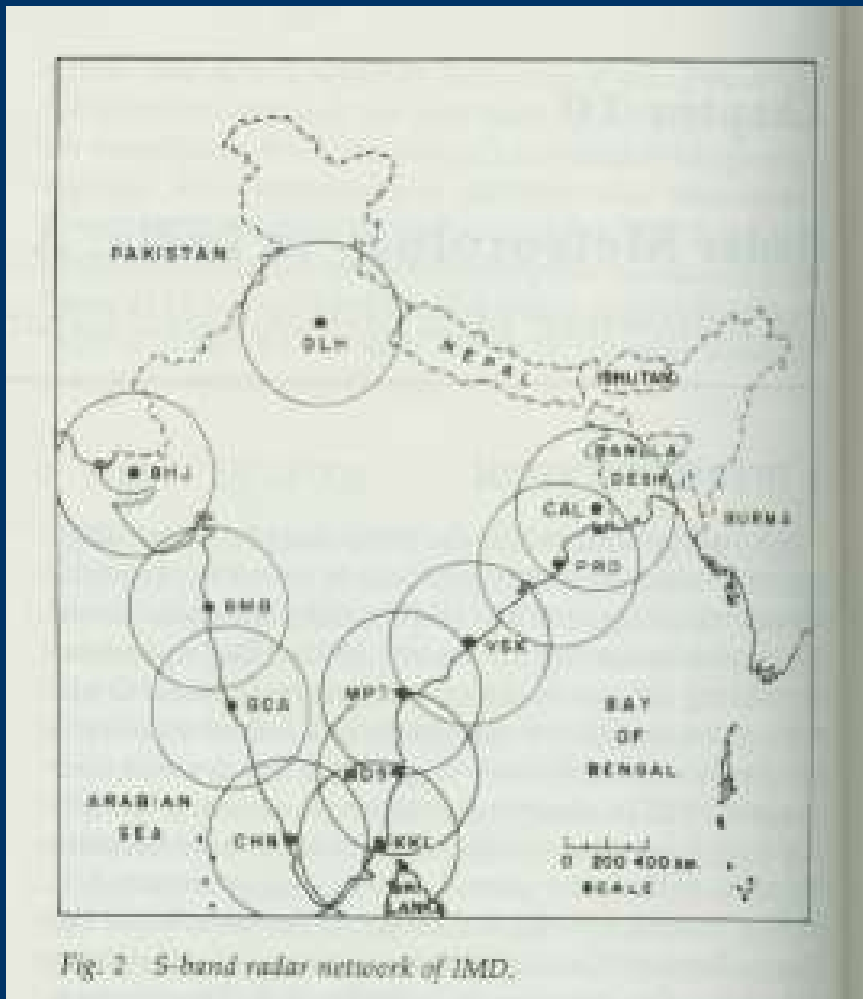 PAKISTAN
DLH
NEPAL
BHUTAN
BANGLA
DESH
BHJ
CAL
BURMA
PRD
BMB
VSK
MPT
GOA
BAY
OF
BENGAL
MDS
ARABIAN
SEA
CHN
KKL
0 200 400 km
SCALE
SRI
LANKA
Fig. 2 S-band radar network of IMD.